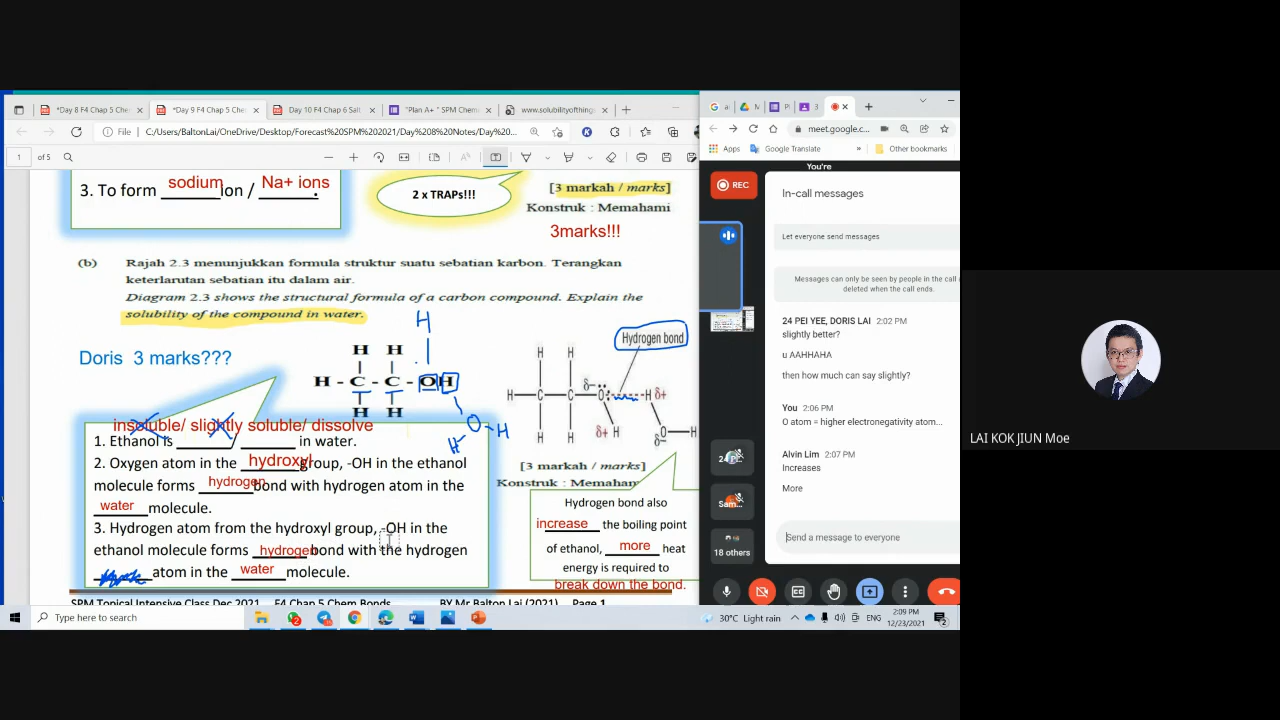 *Day 8 F4 Chap 5 Che
*Day 9 F4 Chap 5 Che
Day 10 F4 Chap 6 Salt
"Plan A+" SPM Chemic
www.solubilityofthing
File
C:/Users/BaltonLai/OneDrive/Desktop/Forecast%20SPM%202021/Day%208%20Notes/Day%20...
1 of 5
3. To form sodium ion / Na+ ions .
2 x TRAPs!!!
[3 markah / marks]
Konstruk : Memahami
3marks!!!
(b) Rajah 2.3 menunjukkan formula struktur suatu sebatian karbon. Terangkan
keterlarutan sebatian itu dalam air.
Diagram 2.3 shows the structural formula of a carbon compound. Explain the
solubility of the compound in water.
Doris 3 marks???
H
H H
H - C - C - OH
H H
O
H H
Hydrogen bond
H H
H C C δ- O H δ+
H H δ+ H O H
δ-
insoluble/ slightly soluble/ dissolve
1. Ethanol is ______/ ________ in water.
2. Oxygen atom in the hydroxyl group, -OH in the ethanol
molecule forms hydrogen bond with hydrogen atom in the
water molecule.
3. Hydrogen atom from the hydroxyl group, -OH in the
ethanol molecule forms hydrogen bond with the hydrogen
atom in the water molecule.
[3 markah / marks]
Konstruk : Memaham
Hydrogen bond also
increase the boiling point
of ethanol, more heat
energy is required to
break down the bond.
SPM Topical Intensive Class Dec 2021 F4 Chap 5 Chem Bonds BY Mr Balton Lai (2021) Page 1
meet.google.c...
Apps
Google Translate
»
Other bookmarks
You're
REC
In-call messages
Let everyone send messages
Messages can only be seen by people in the call
deleted when the call ends.
24 PEI YEE, DORIS LAI 2:02 PM
slightly better?
u AAHHAHA
then how much can say slightly?
You 2:06 PM
O atom = higher electronegativity atom...
Alvin Lim 2:07 PM
Increases
More
Send a message to everyone
24 P
Sam...
18 others
Type here to search
30°C Light rain
ENG
2:09 PM
12/23/2021
2
LAI KOK JIUN Moe